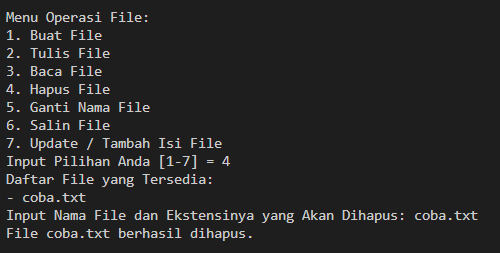 Menu Operasi File:
1. Buat File
2. Tulis File
3. Baca File
4. Hapus File
5. Ganti Nama File
6. Salin File
7. Update / Tambah Isi File
Input Pilihan Anda [1-7] = 4
Daftar File yang Tersedia:
- coba.txt
Input Nama File dan Ekstensinya yang Akan Dihapus: coba.txt
File coba.txt berhasil dihapus.